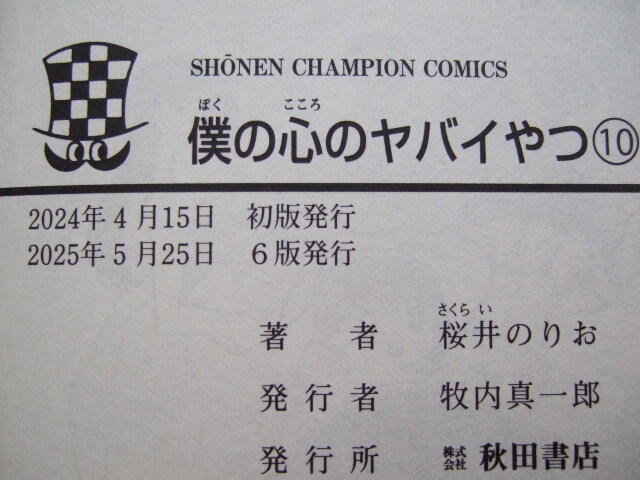 SHŌNEN CHAMPION COMICS
ぼく こころ
僕の心のヤバイやつ⑩
2024年4月15日 初版発行
2025年5月25日 6版発行
さくら い
著者 桜井のりお
発行者 牧内真一郎
発行所 株式会社 秋田書店